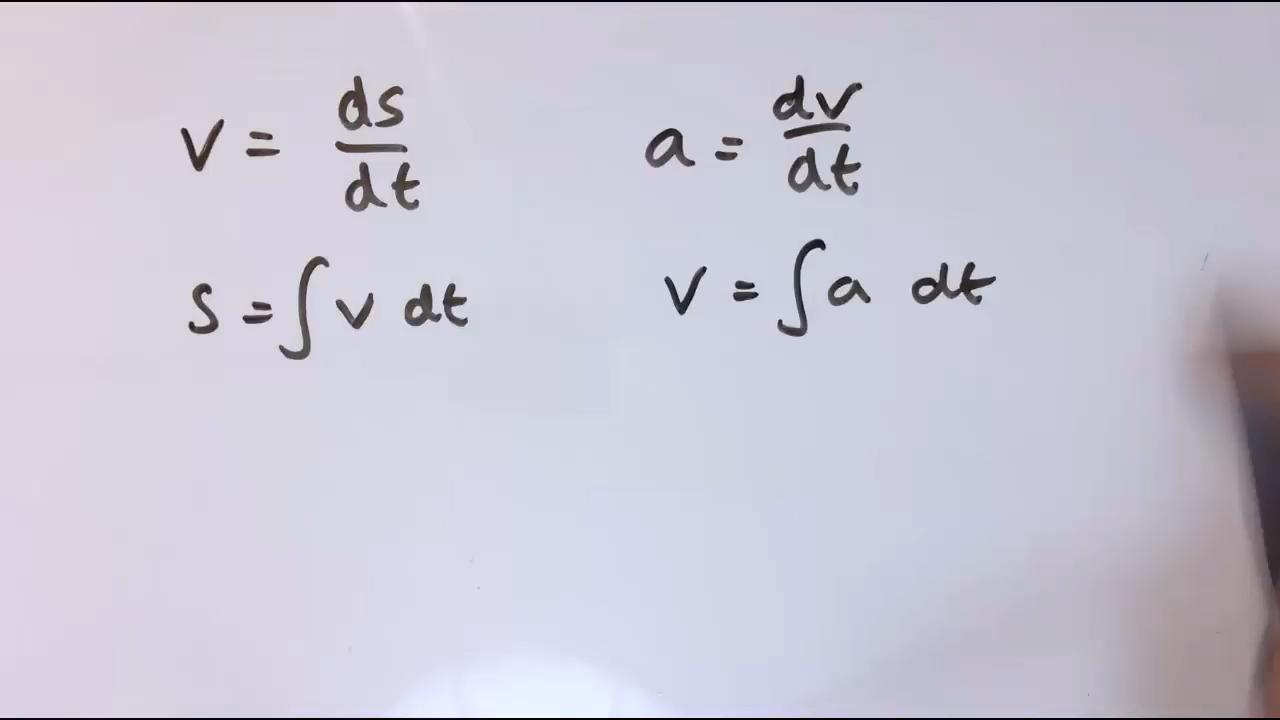 v = ds/dt
a = dv/dt
s = ∫ v dt
v = ∫ a dt